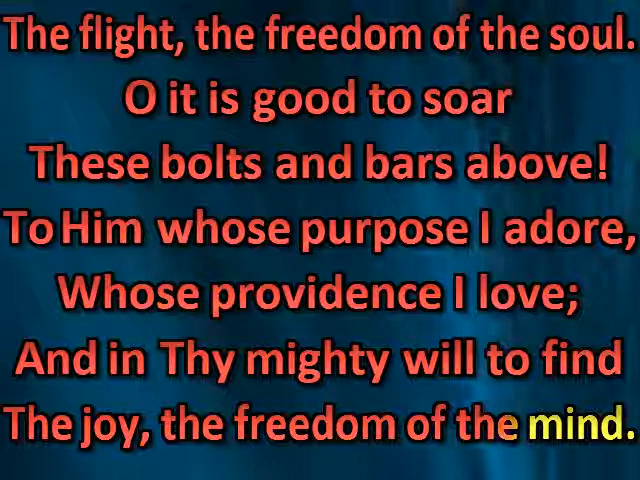 The flight, the freedom of the soul.
O it is good to soar
These bolts and bars above!
To Him whose purpose I adore,
Whose providence I love;
And in Thy mighty will to find
The joy, the freedom of the mind.